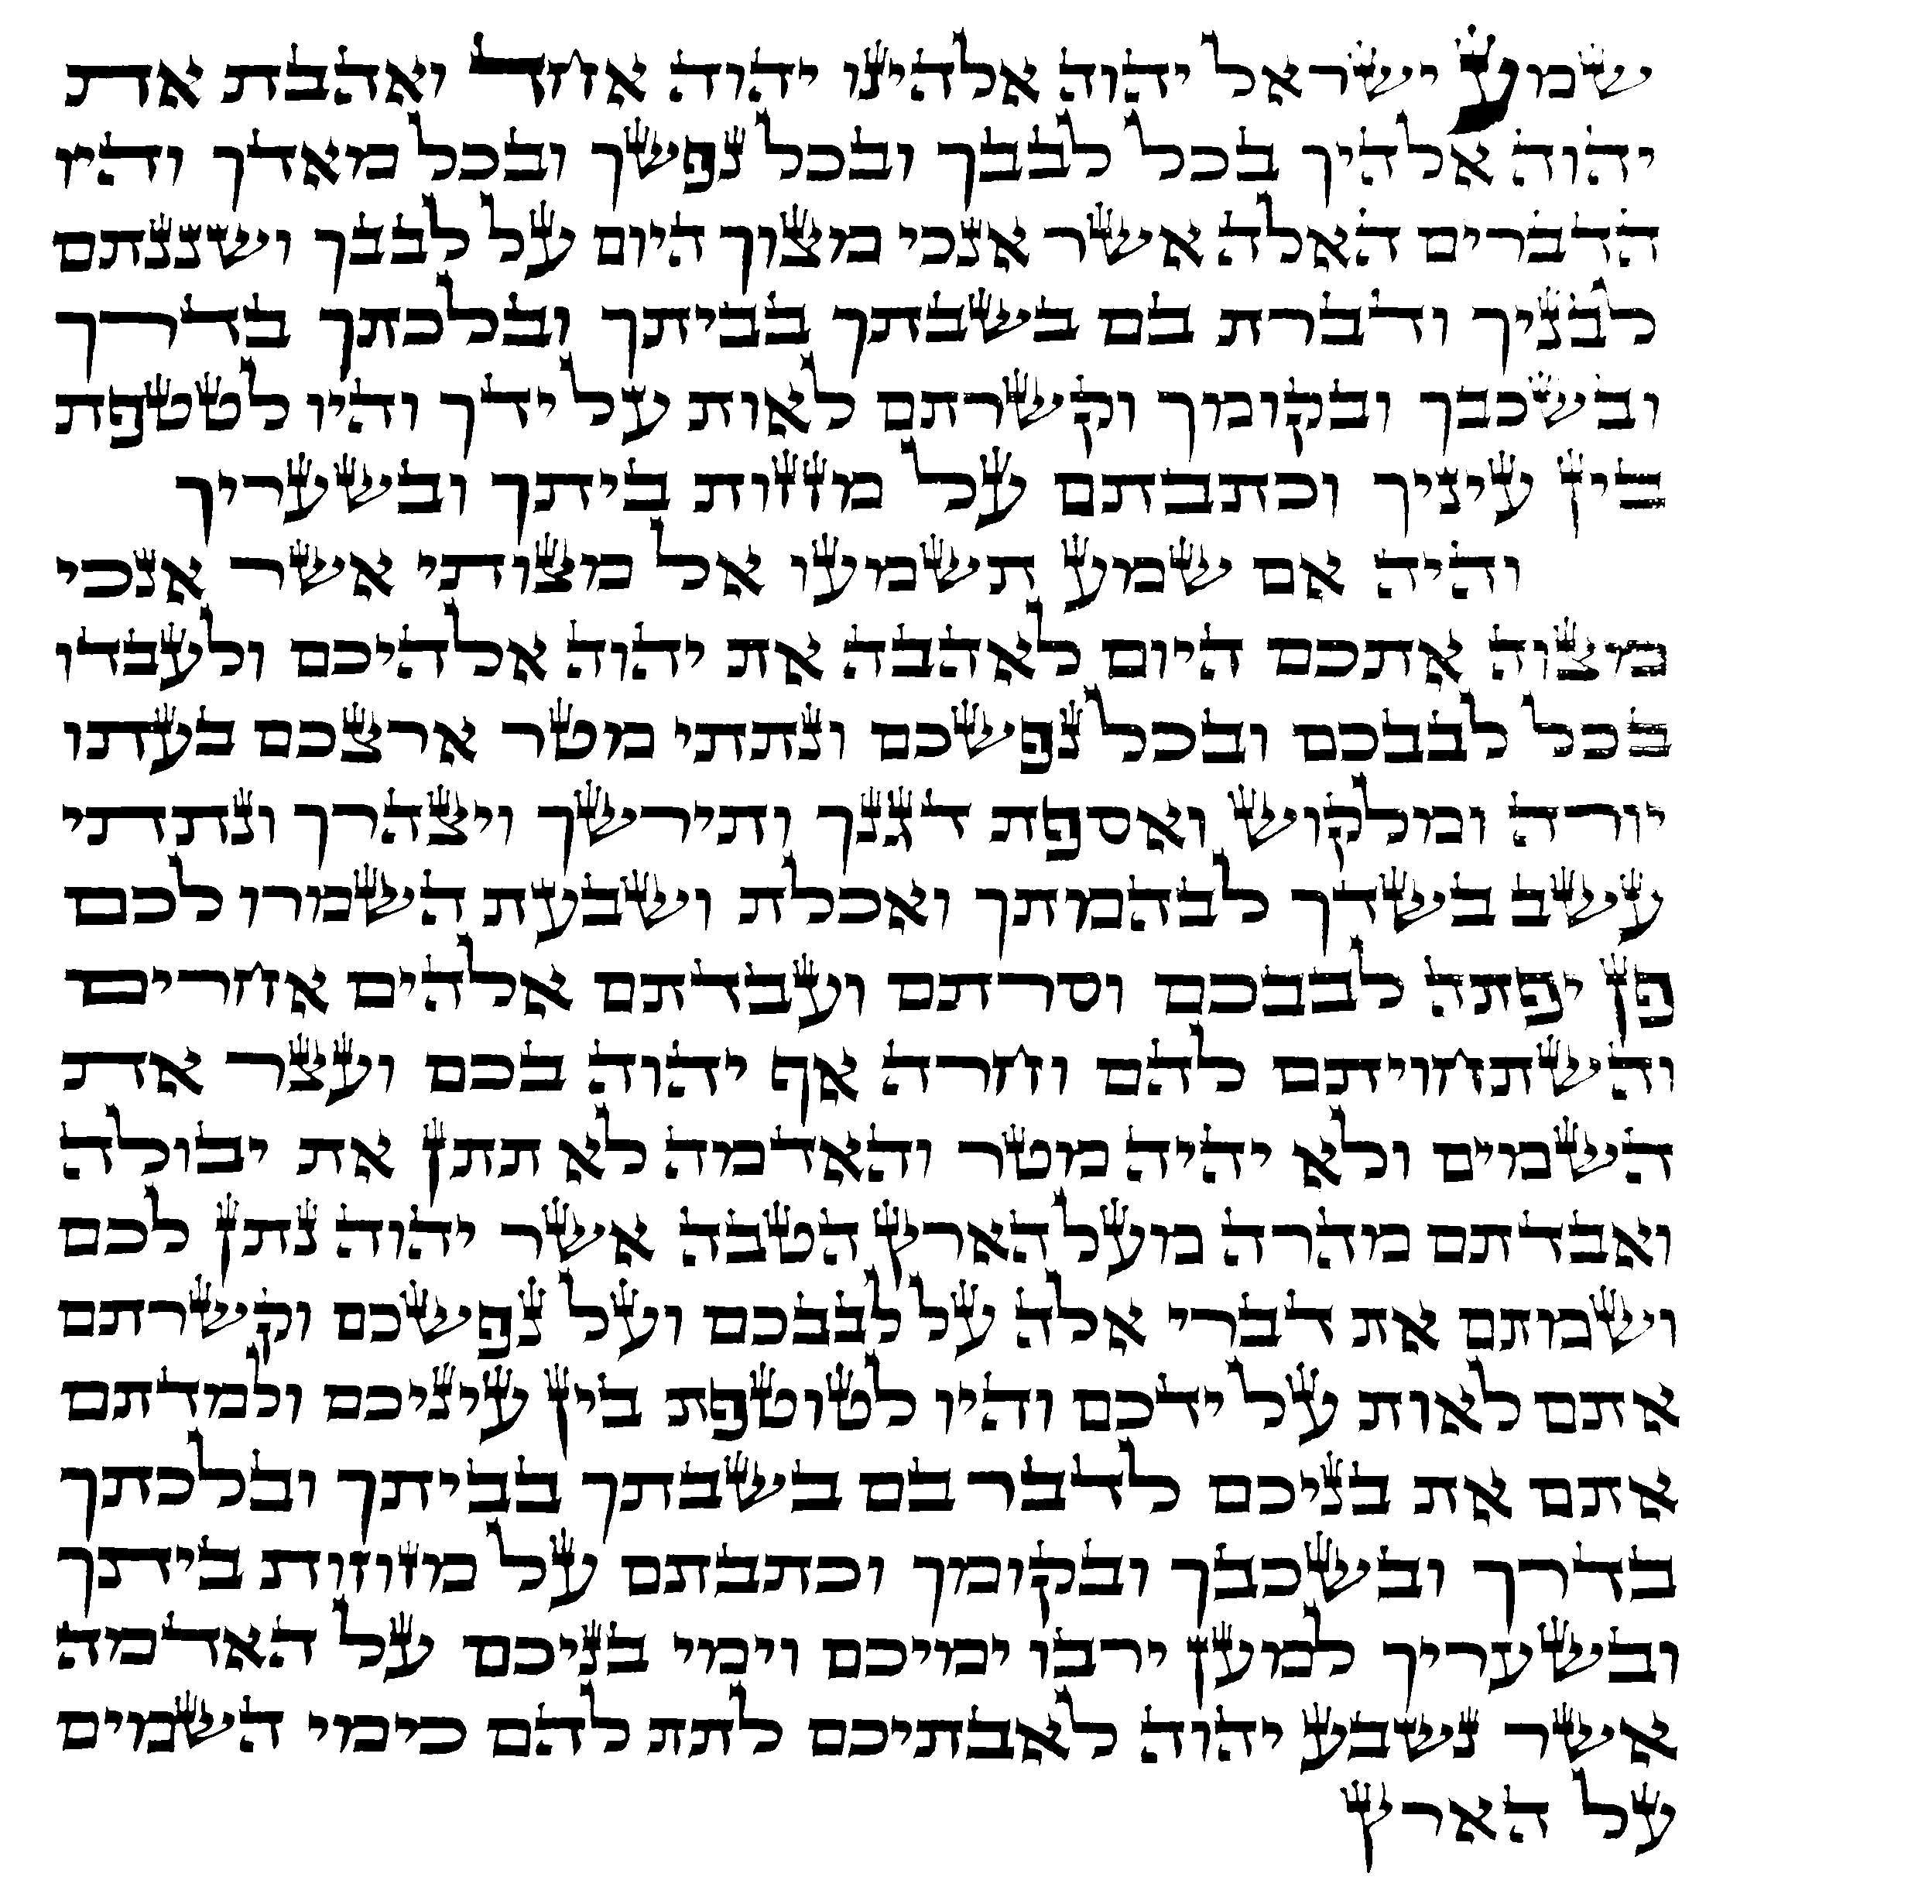 שמע ישראל יהוה אלהינו יהוה אחד ואהבת את
יהוה אלהיך בכל לבבך ובכל נפשך ובכל מאדך והיו
הדברים האלה אשר אנכי מצוך היום על לבבך ושננתם
לבניך ודברת בם בשבתך בביתך ובלכתך בדרך
ובשכבך ובקומך וקשרתם לאות על ידך והיו לטטפת
בין עיניך וכתבתם על מזזות ביתך ובשעריך
והיה אם שמע תשמעו אל מצותי אשר אנכי
מצוה אתכם היום לאהבה את יהוה אלהיכם ולעבדו
בכל לבבכם ובכל נפשכם ונתתי מטר ארצכם בעתו
יורה ומלקוש ואספת דגנך ותירשך ויצהרך ונתתי
עשב בשדך לבהמתך ואכלת ושבעת השמרו לכם
פן יפתה לבבכם וסרתם ועבדתם אלהים אחרים
והשתחויתם להם וחרה אף יהוה בכם ועצר את
השמים ולא יהיה מטר והאדמה לא תתן את יבולה
ואבדתם מהרה מעל הארץ הטבה אשר יהוה נתן לכם
ושמתם את דברי אלה על לבבכם ועל נפשכם וקשרתם
אתם לאות על ידכם והיו לטוטפת בין עיניכם ולמדתם
אתם את בניכם לדבר בם בשבתך בביתך ובלכתך
בדרך ובשכבך ובקומך וכתבתם על מזוזות ביתך
ובשעריך למען ירבו ימיכם וימי בניכם על האדמה
אשר נשבע יהוה לאבתיכם לתת להם כימי השמים
על הארץ